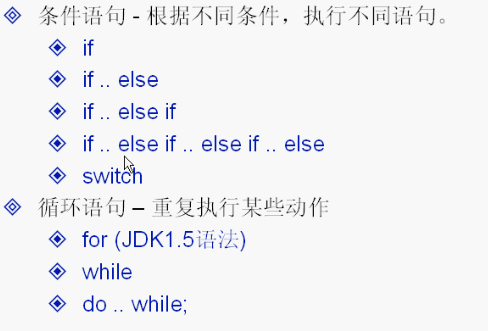 条件语句 - 根据不同条件，执行不同语句。
if
if .. else
if .. else if
if .. else if .. else if .. else
switch
循环语句 – 重复执行某些动作
for (JDK1.5语法)
while
do .. while;